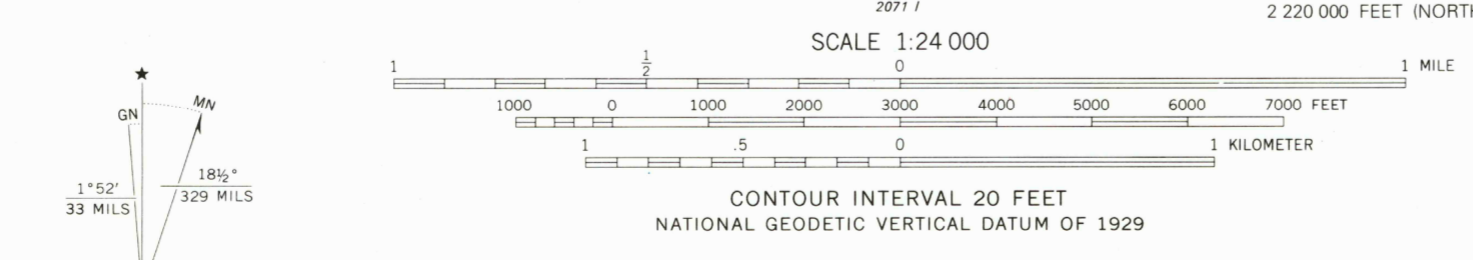 2071 I
2 220 000 FEET (NORTH
SCALE 1:24 000
1 1/2 0 1 MILE
1000 0 1000 2000 3000 4000 5000 6000 7000 FEET
1 .5 0 1 KILOMETER
CONTOUR INTERVAL 20 FEET
NATIONAL GEODETIC VERTICAL DATUM OF 1929
★
GN
MN
1°52'
33 MILS
18½°
329 MILS